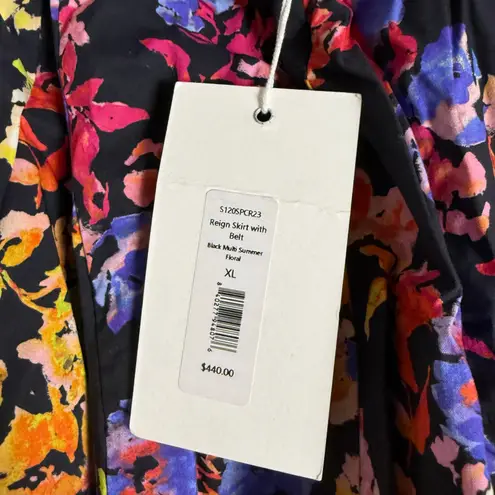 S120SPCR23
Reign Skirt with
Belt
Black Multi Summer
Floral
XL
$440.00